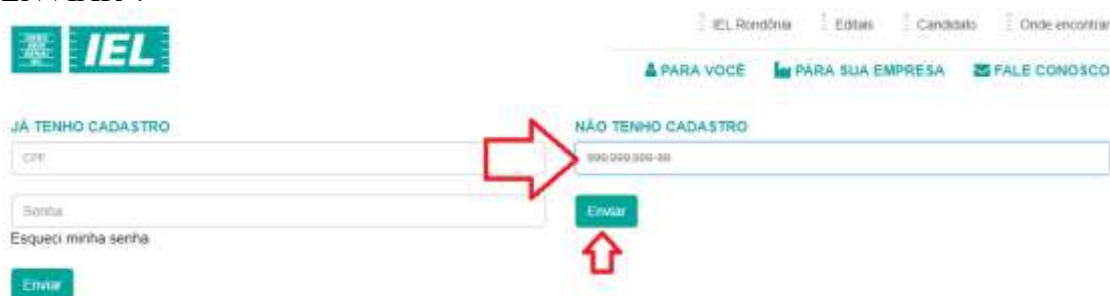 ENVIAR".
IEL
IEL Rondônia Editais Candidato Onde encontrar
PARA VOCÊ PARA SUA EMPRESA FALE CONOSCO
JÁ TENHO CADASTRO
CPF
Senha
Esqueci minha senha
Enviar
NÃO TENHO CADASTRO
Enviar